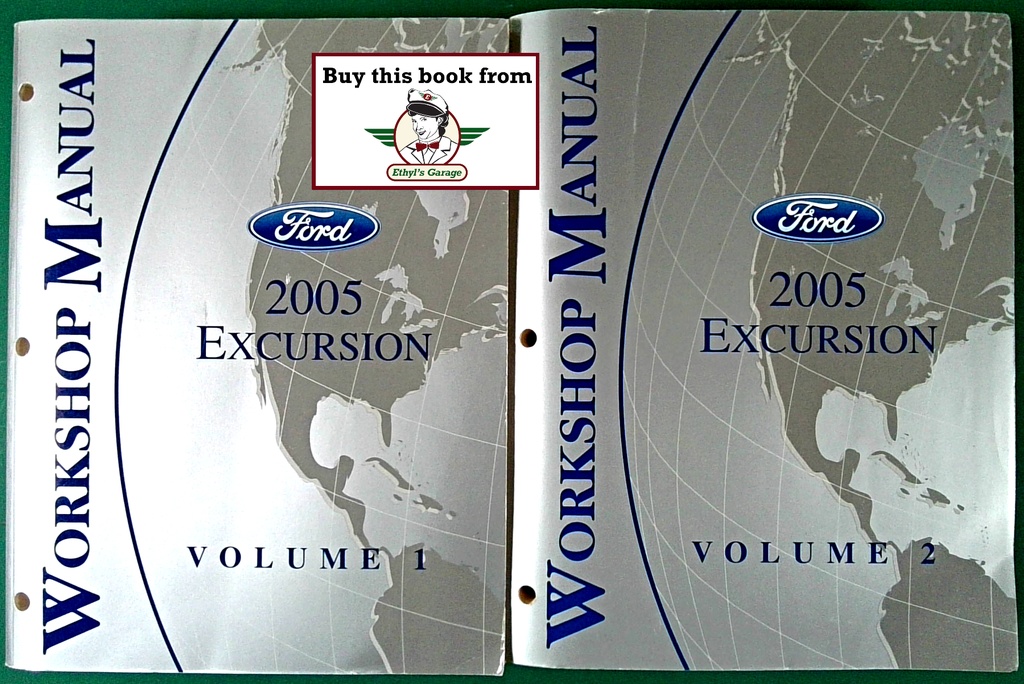 WORKSHOP MANUAL
Ford
2005
EXCURSION
VOLUME 1
Buy this book from
E
Ethyl's Garage
WORKSHOP MANUAL
Ford
2005
EXCURSION
VOLUME 2